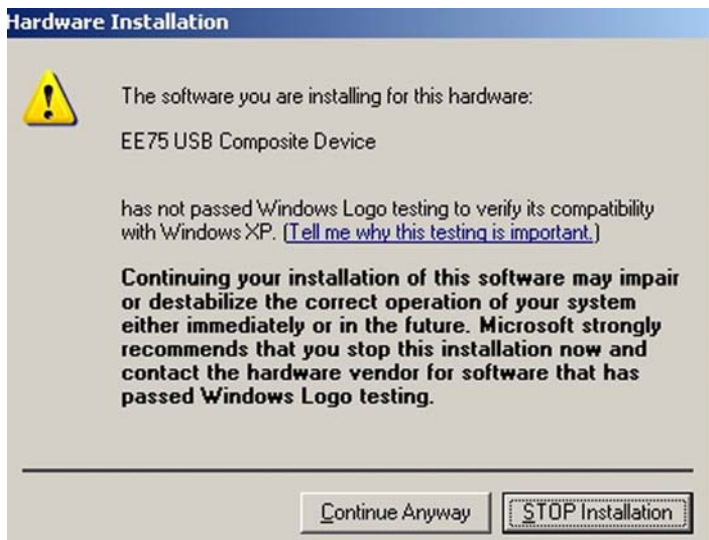 Hardware Installation
The software you are installing for this hardware:
EE75 USB Composite Device
has not passed Windows Logo testing to verify its compatibility
with Windows XP. (Tell me why this testing is important.)
Continuing your installation of this software may impair
or destabilize the correct operation of your system
either immediately or in the future. Microsoft strongly
recommends that you stop this installation now and
contact the hardware vendor for software that has
passed Windows Logo testing.
Continue Anyway STOP Installation